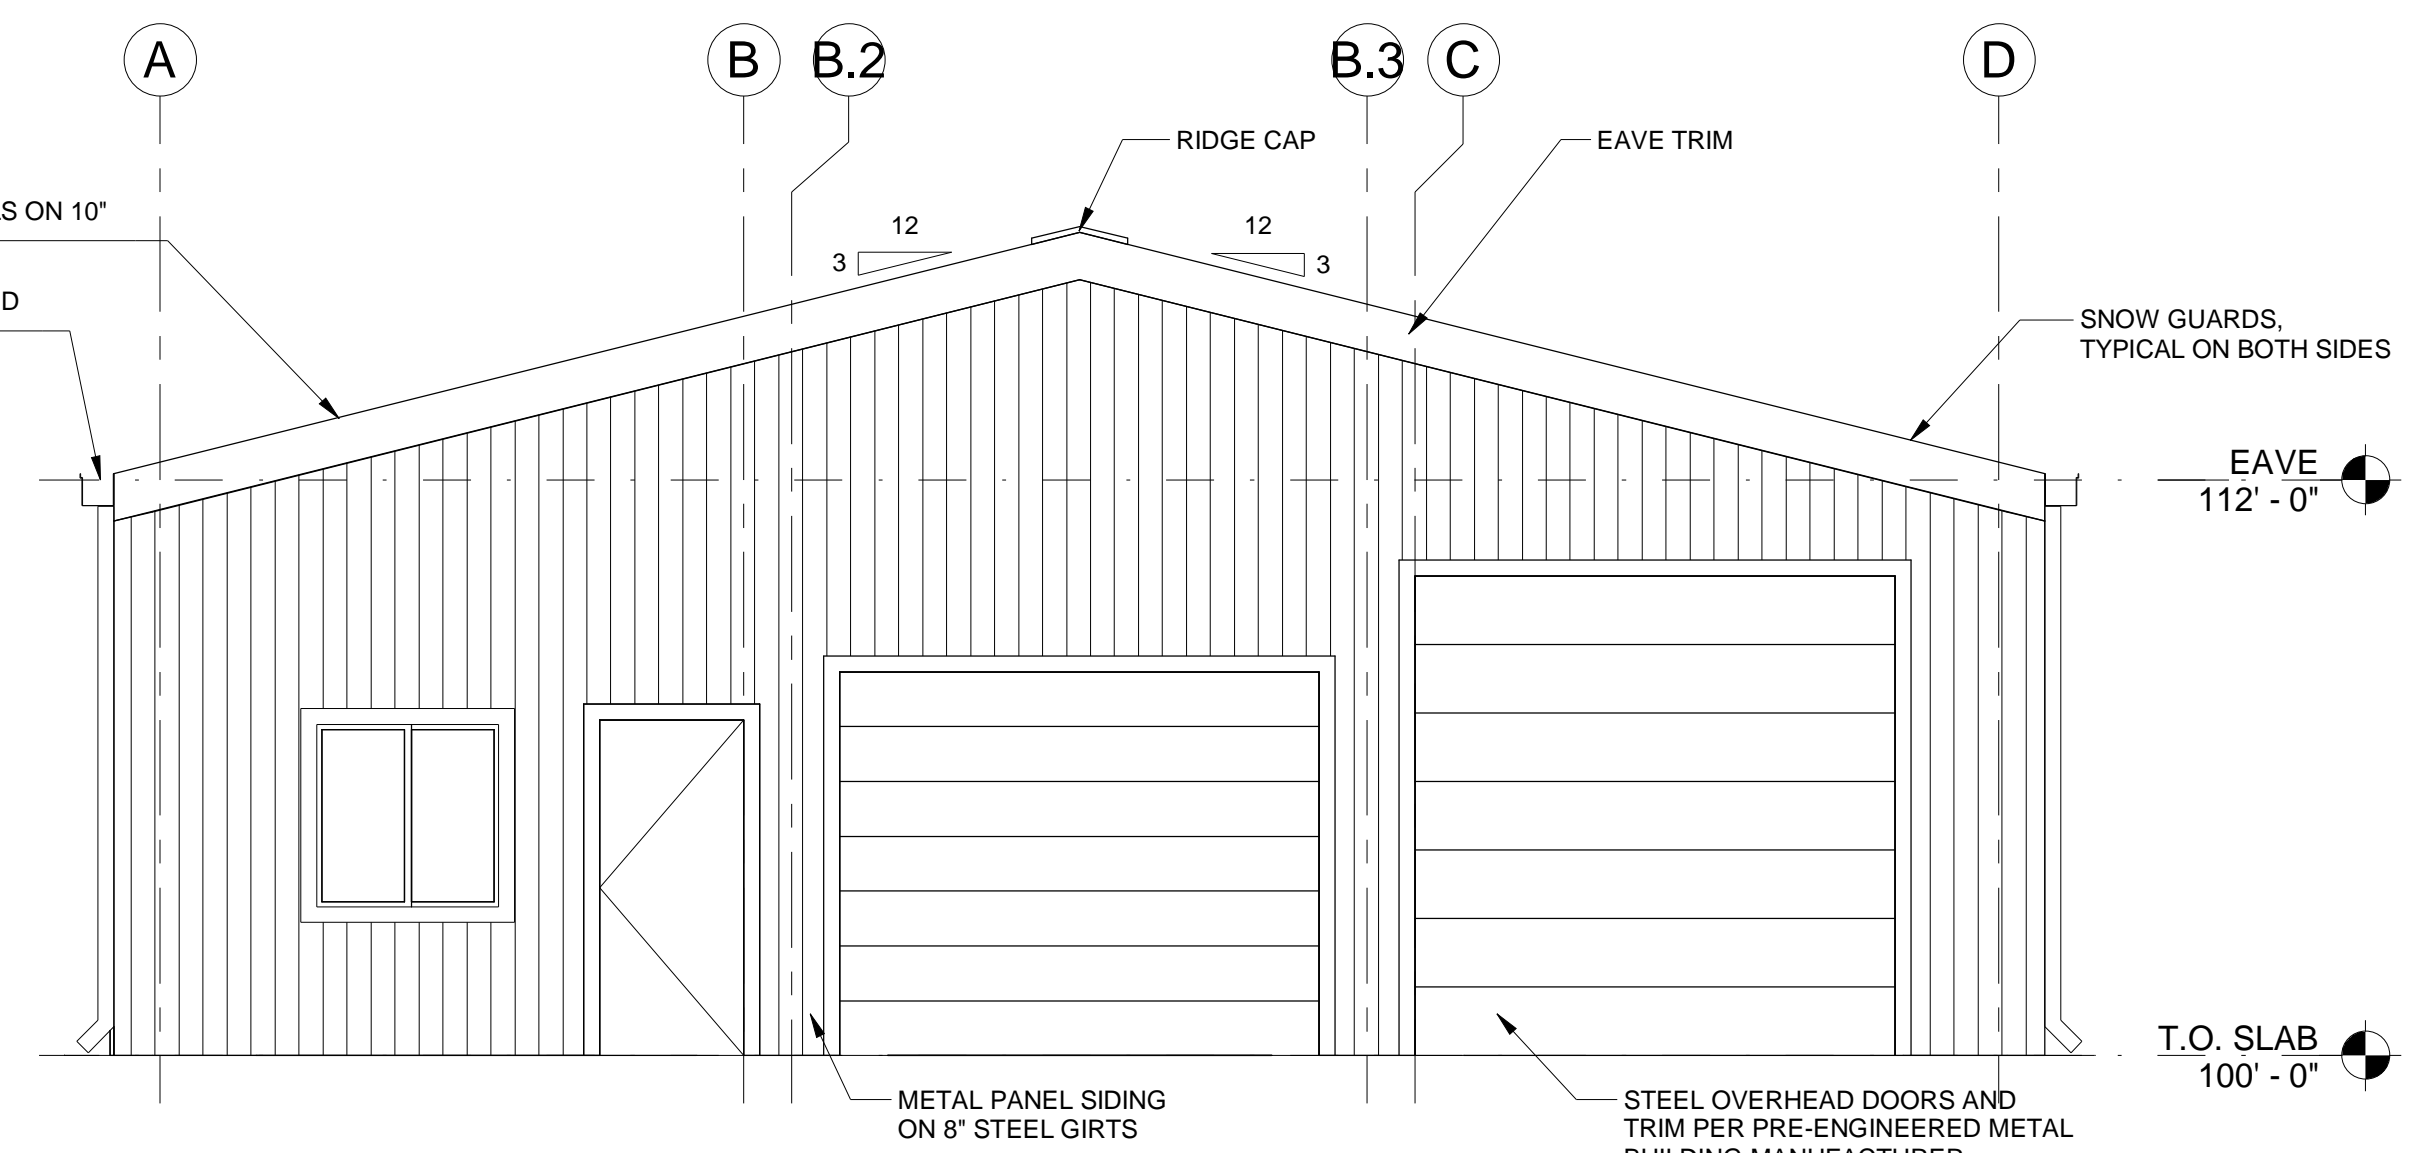 A
B
B.2
B.3
C
D
RIDGE CAP
EAVE TRIM
S ON 10"
12
3
12
3
D
SNOW GUARDS,
TYPICAL ON BOTH SIDES
EAVE
112' - 0"
T.O. SLAB
100' - 0"
METAL PANEL SIDING
ON 8" STEEL GIRTS
STEEL OVERHEAD DOORS AND
TRIM PER PRE-ENGINEERED METAL
BUILDING MANUFACTURER